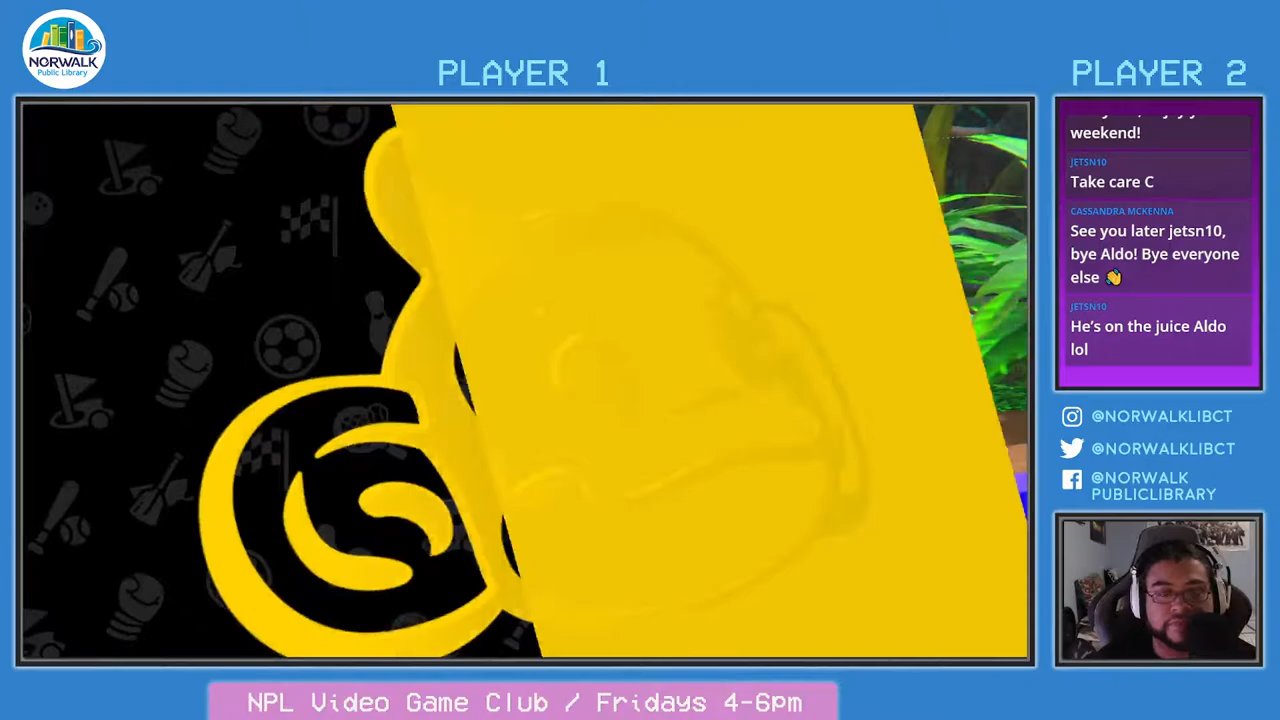 NORWALK
Public Library
PLAYER 1
PLAYER 2
weekend!
JETSN10
Take care C
CASSANDRA MCKENNA
See you later jetsn10,
bye Aldo! Bye everyone
else 👋
JETSN10
He's on the juice Aldo
lol
@NORWALKLIBCT
@NORWALKLIBCT
@NORWALK
PUBLICLIBRARY
NPL Video Game Club / Fridays 4-6pm